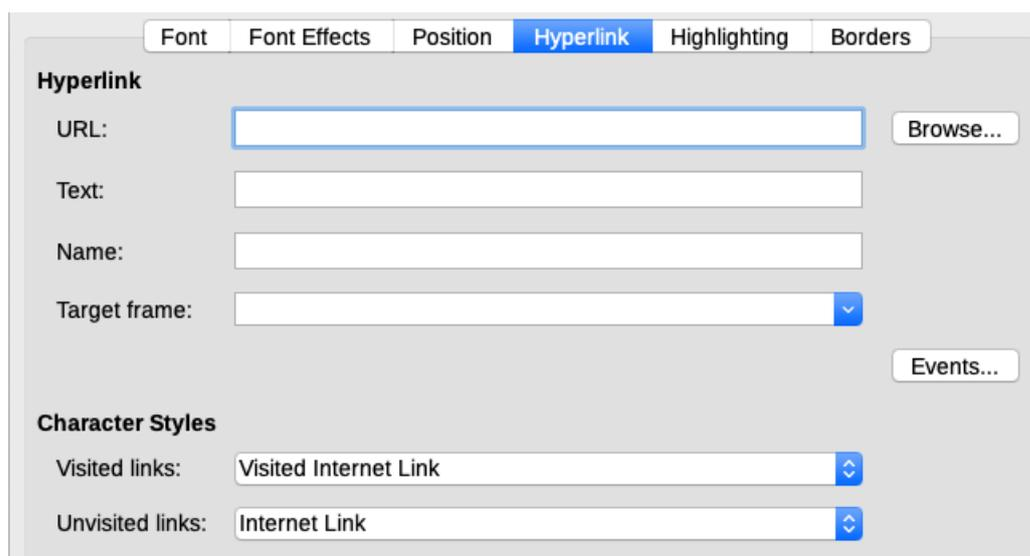 Font Font Effects Position Hyperlink Highlighting Borders
Hyperlink
URL: Browse...
Text:
Name:
Target frame:
Events...
Character Styles
Visited links: Visited Internet Link
Unvisited links: Internet Link